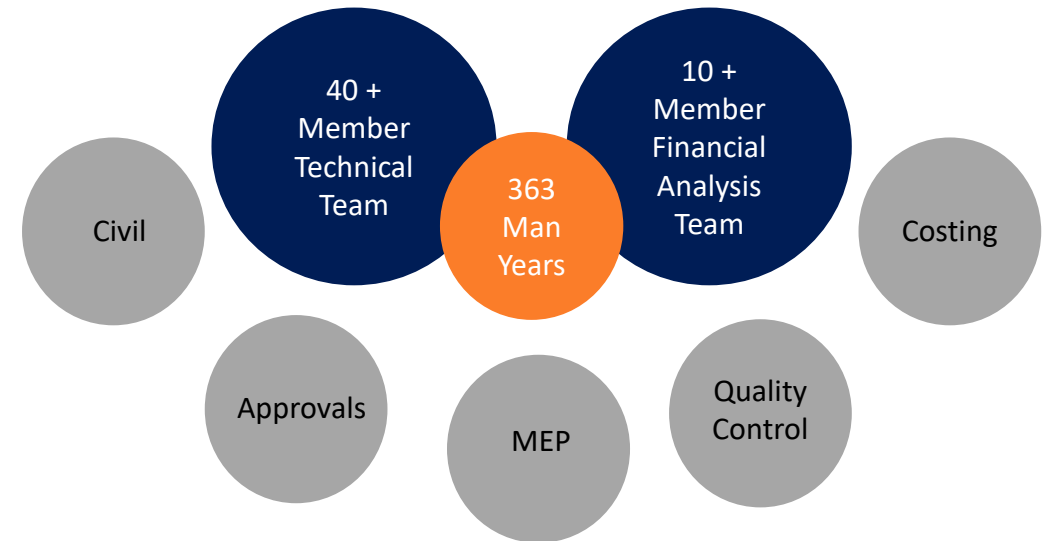 40 +
Member
Technical
Team
10 +
Member
Financial
Analysis
Team
363
Man
Years
Civil
Costing
Approvals
MEP
Quality
Control